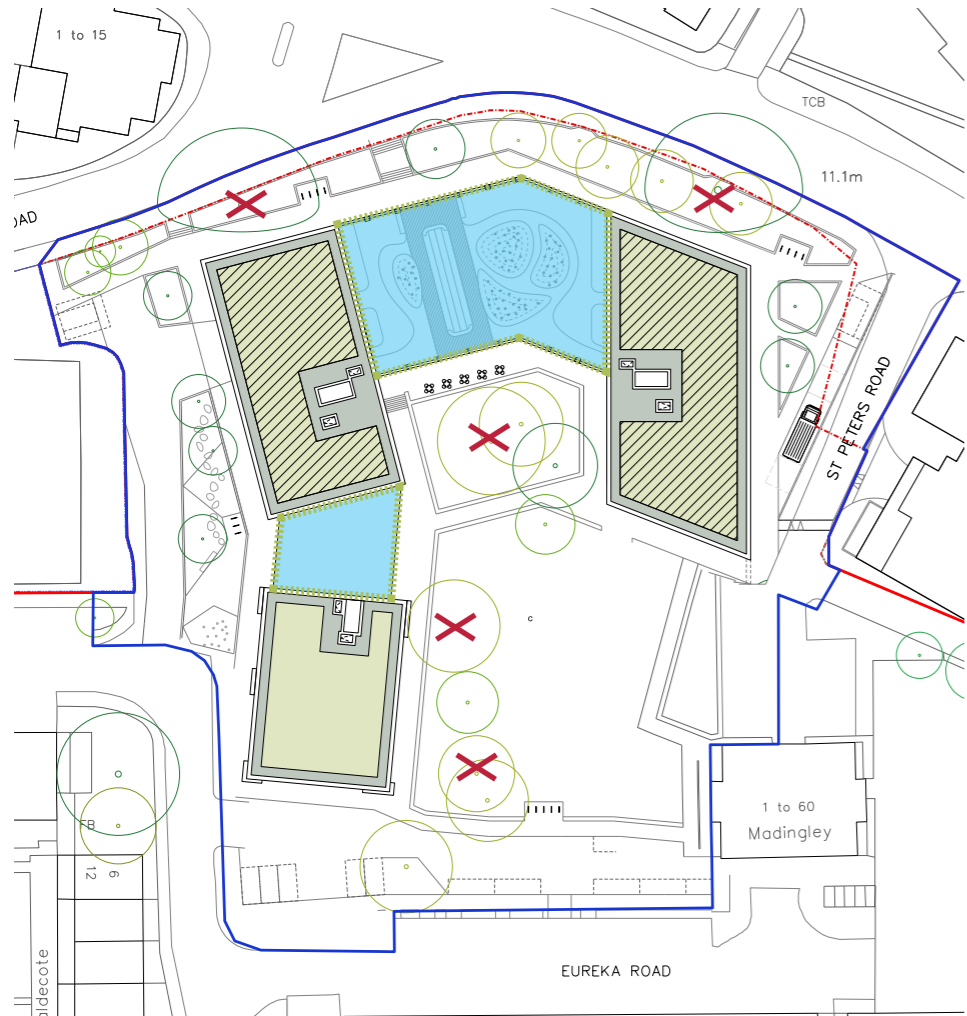 1 to 15
TCB
11.1m
OAD
ST PETERS ROAD
c
1 to 60
Madingley
FB
12
6
aldecote
EUREKA ROAD